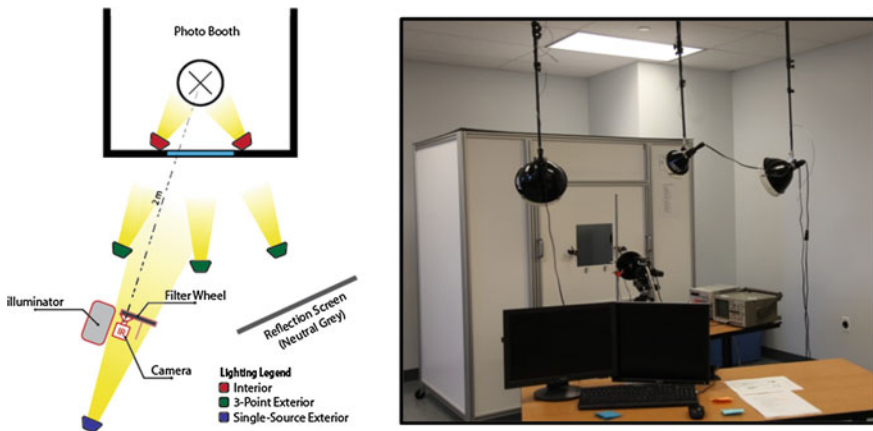 Photo Booth
2 m
illuminator
Filter Wheel
IR
Camera
Reflection Screen
(Neutral Grey)
Lighting Legend
Interior
3-Point Exterior
Single-Source Exterior